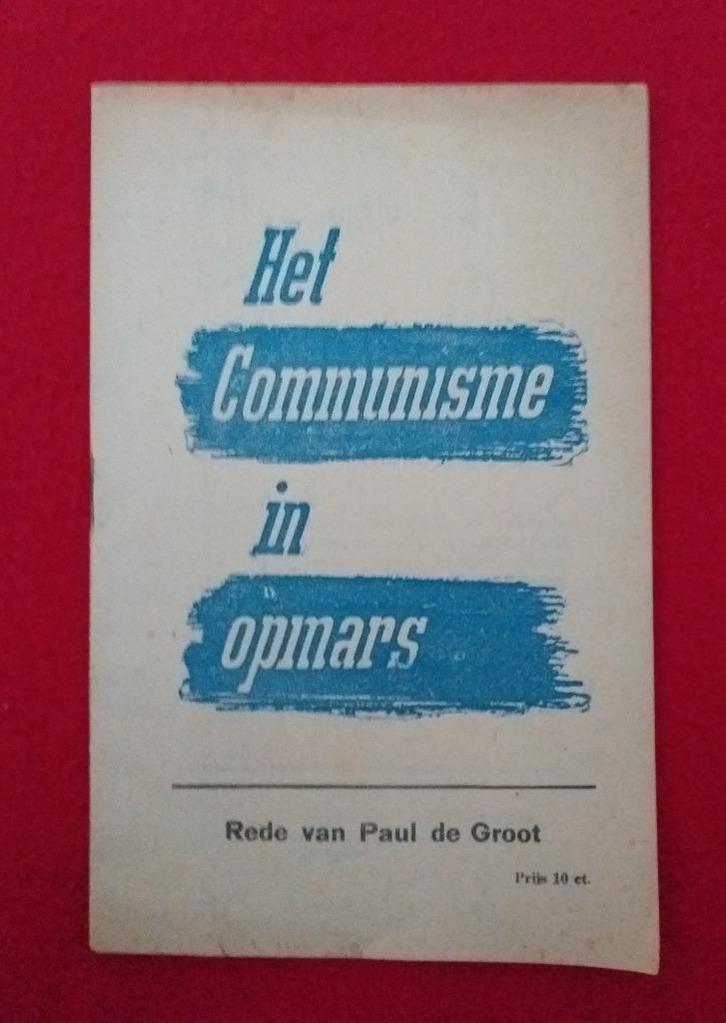 Het
Communisme
in
opmars
Rede van Paul de Groot
Prijs 10 ct.